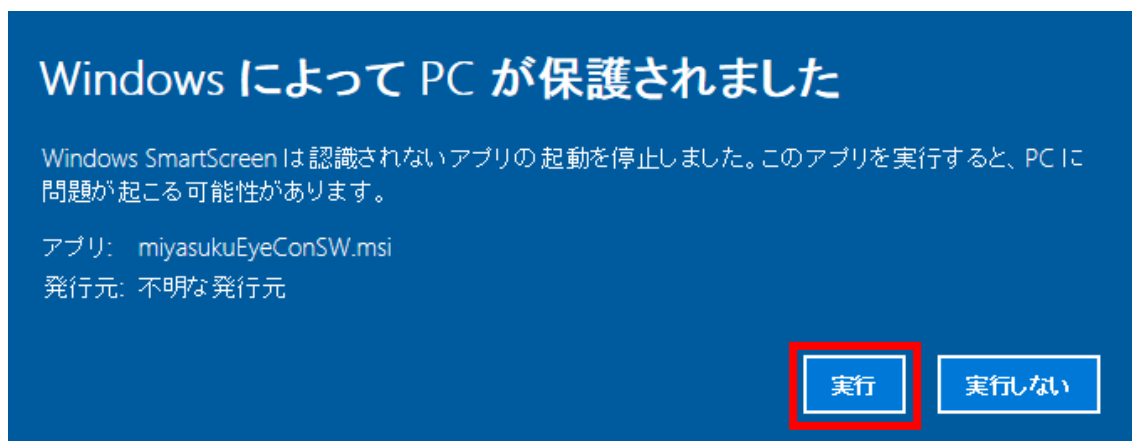 Windows によって PC が保護されました
Windows SmartScreen は認識されないアプリの起動を停止しました。このアプリを実行すると、PC に
問題が起こる可能性があります。
アプリ: miyasukuEyeConSW.msi
発行元: 不明な発行元
実行 実行しない